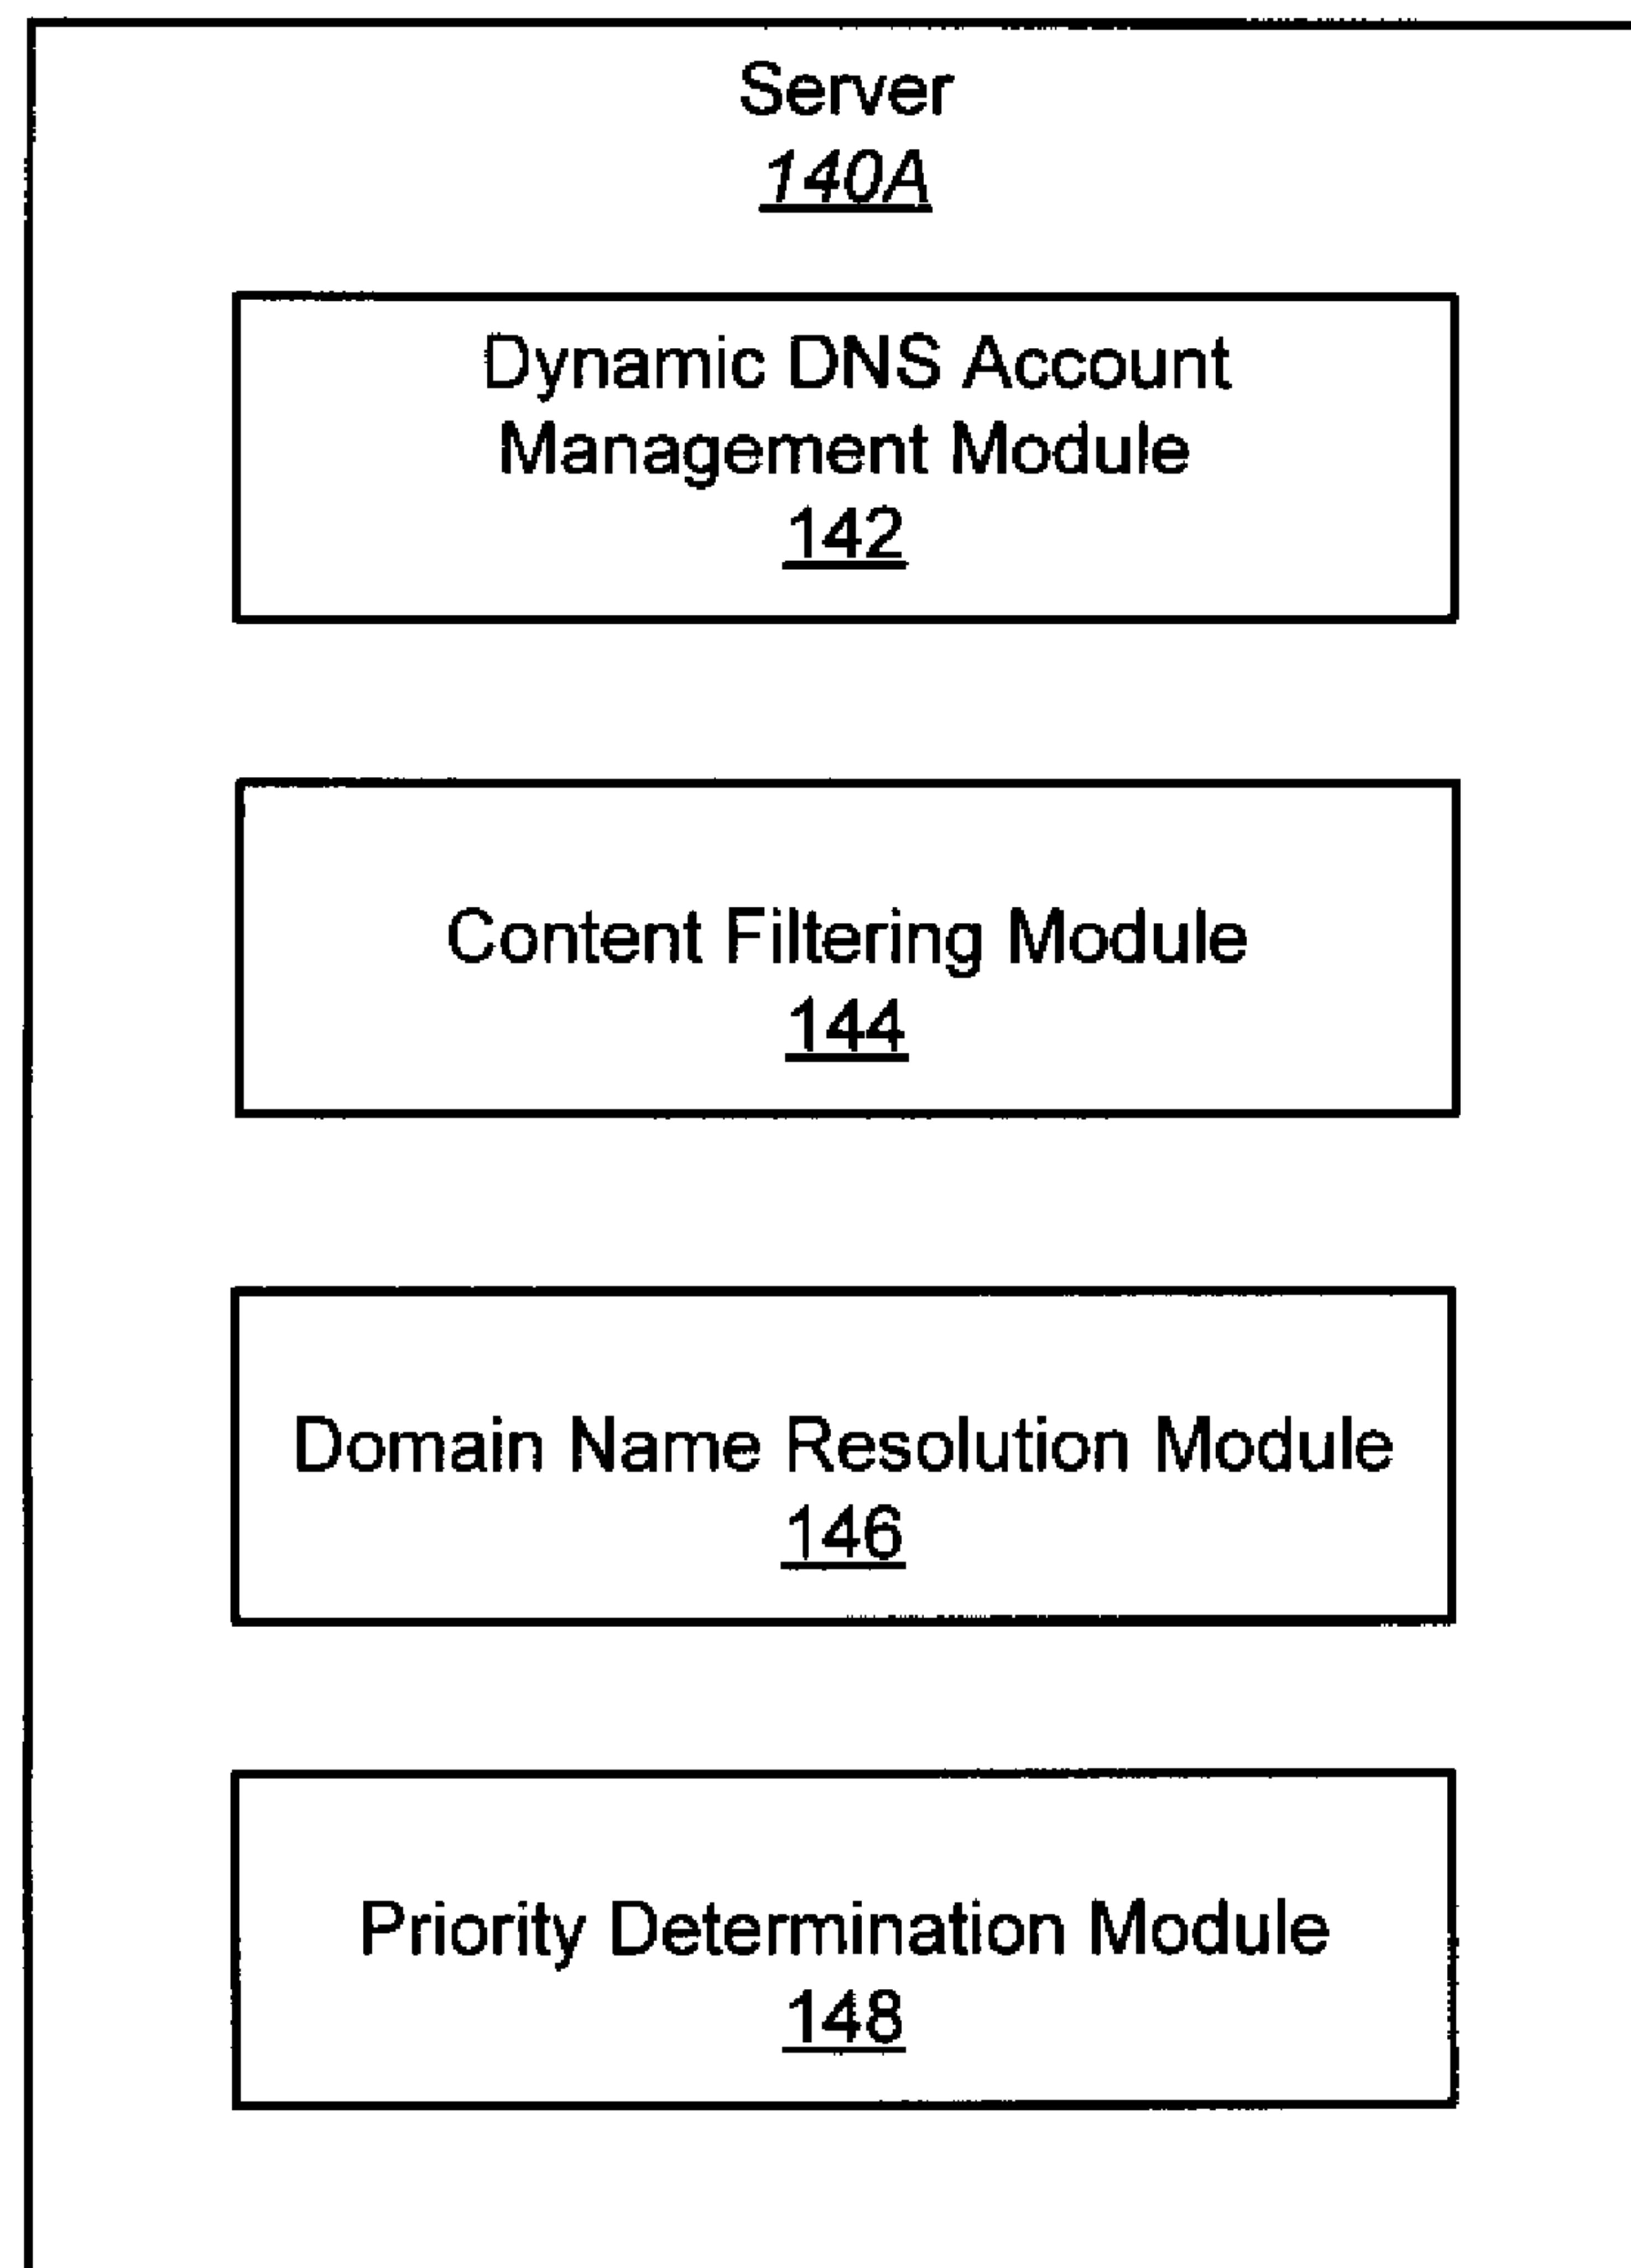 Server
140A
Dynamic DNS Account
Management Module
142
Content Filtering Module
144
Domain Name Resolution Module
146
Priority Determination Module
148